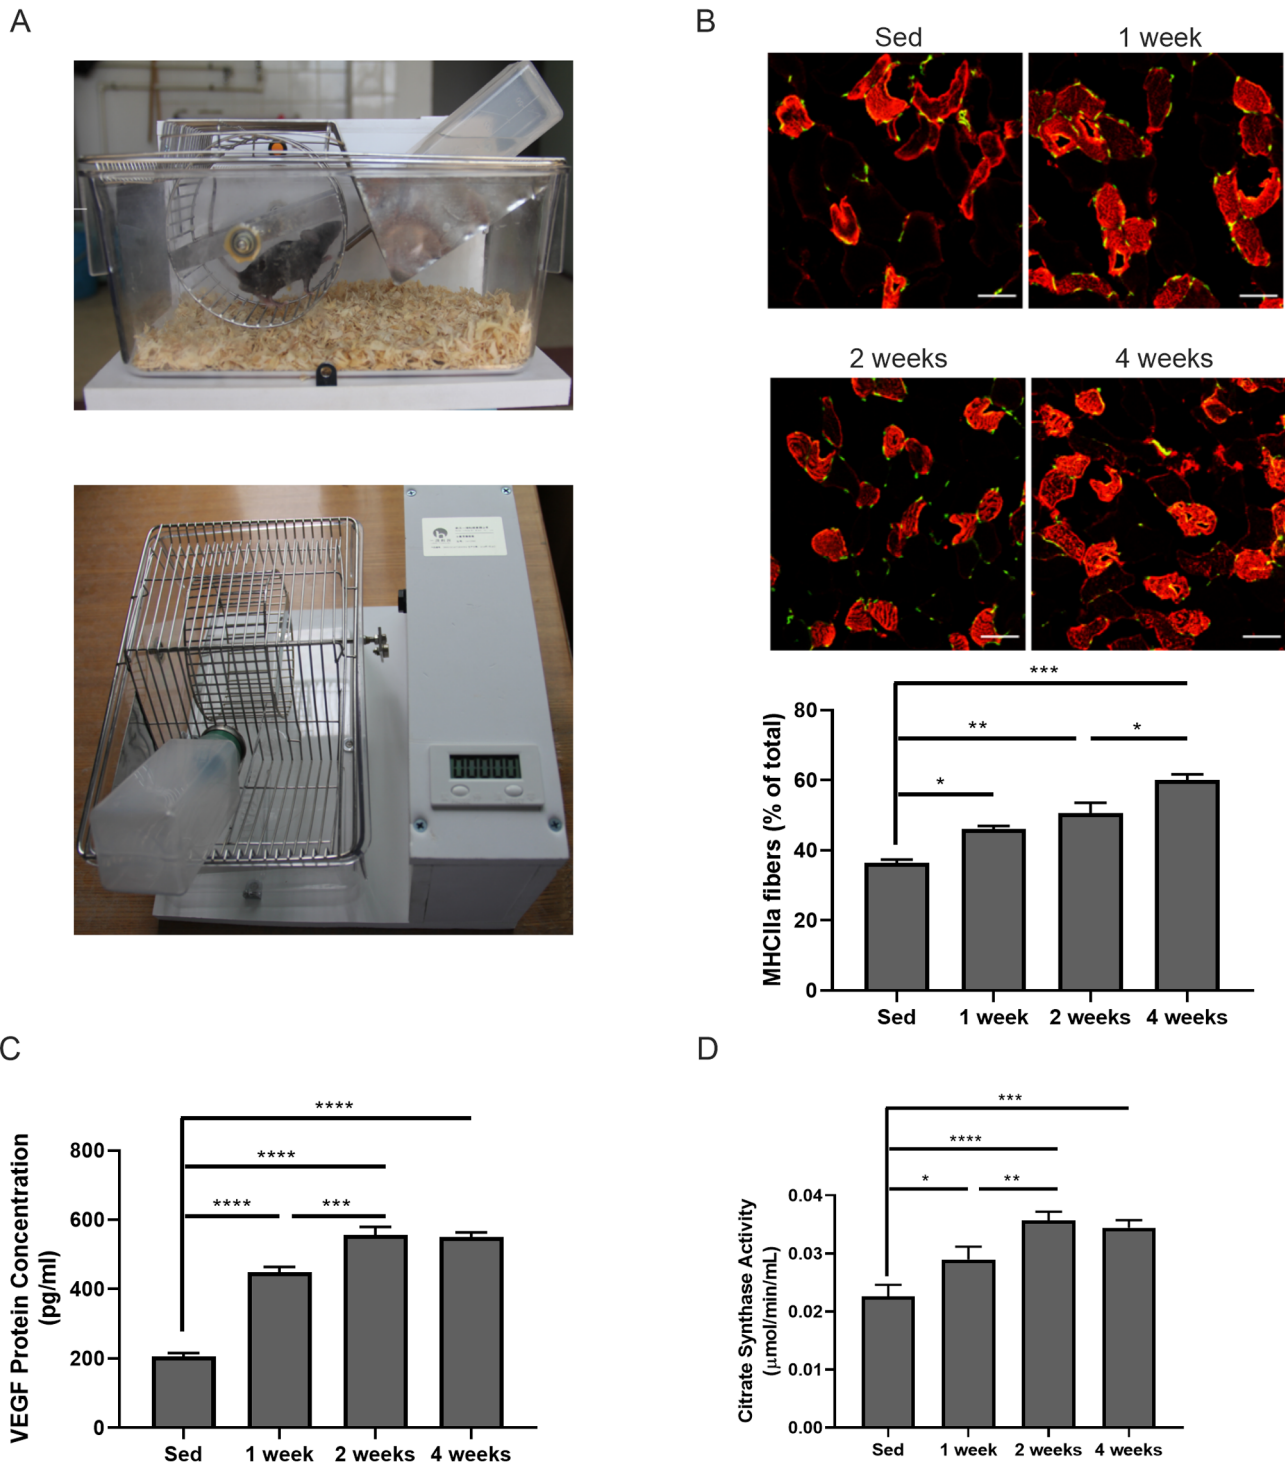 A
B
Sed
1 week
2 weeks
4 weeks
00000
***
**
*
*
MHCIIa fibers (% of total)
80
60
40
20
0
Sed
1 week
2 weeks
4 weeks
C
D
****
****
****
***
VEGF Protein Concentration
(pg/ml)
800
600
400
200
0
Sed
1 week
2 weeks
4 weeks
***
****
*
**
Citrate Synthase Activity
(μmol/min/mL)
0.04
0.03
0.02
0.01
0.00
Sed
1 week
2 weeks
4 weeks